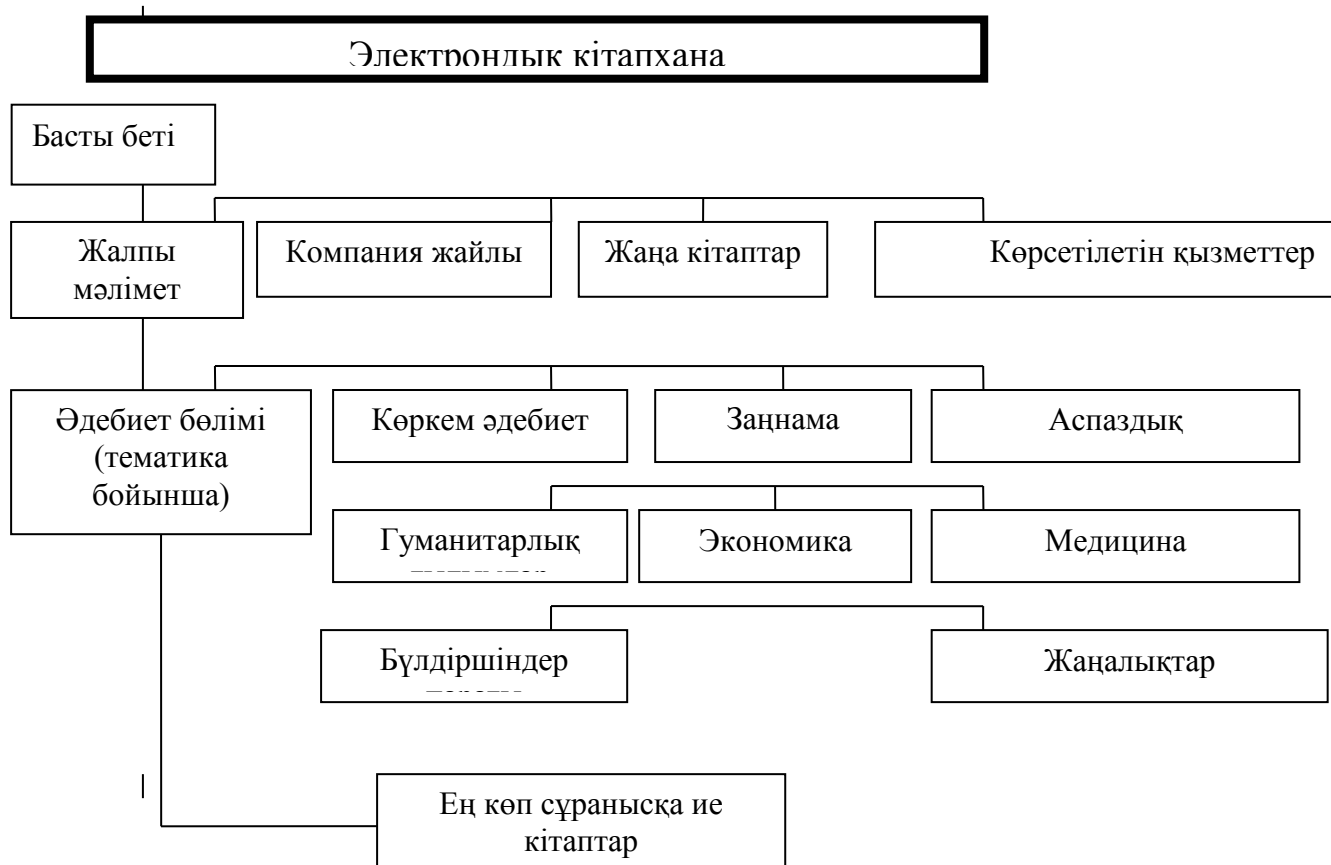 Электрондық кітапхана
Басты беті
Жалпы
мәлімет
Компания жайлы
Жаңа кітаптар
Көрсетілетін қызметтер
Әдебиет бөлімі
(тематика
бойынша)
Көркем әдебиет
Заңнама
Аспаздық
Гуманитарлық
Экономика
Медицина
Бүлдіршіндер
Жаңалықтар
Ең көп сұранысқа ие
кітаптар